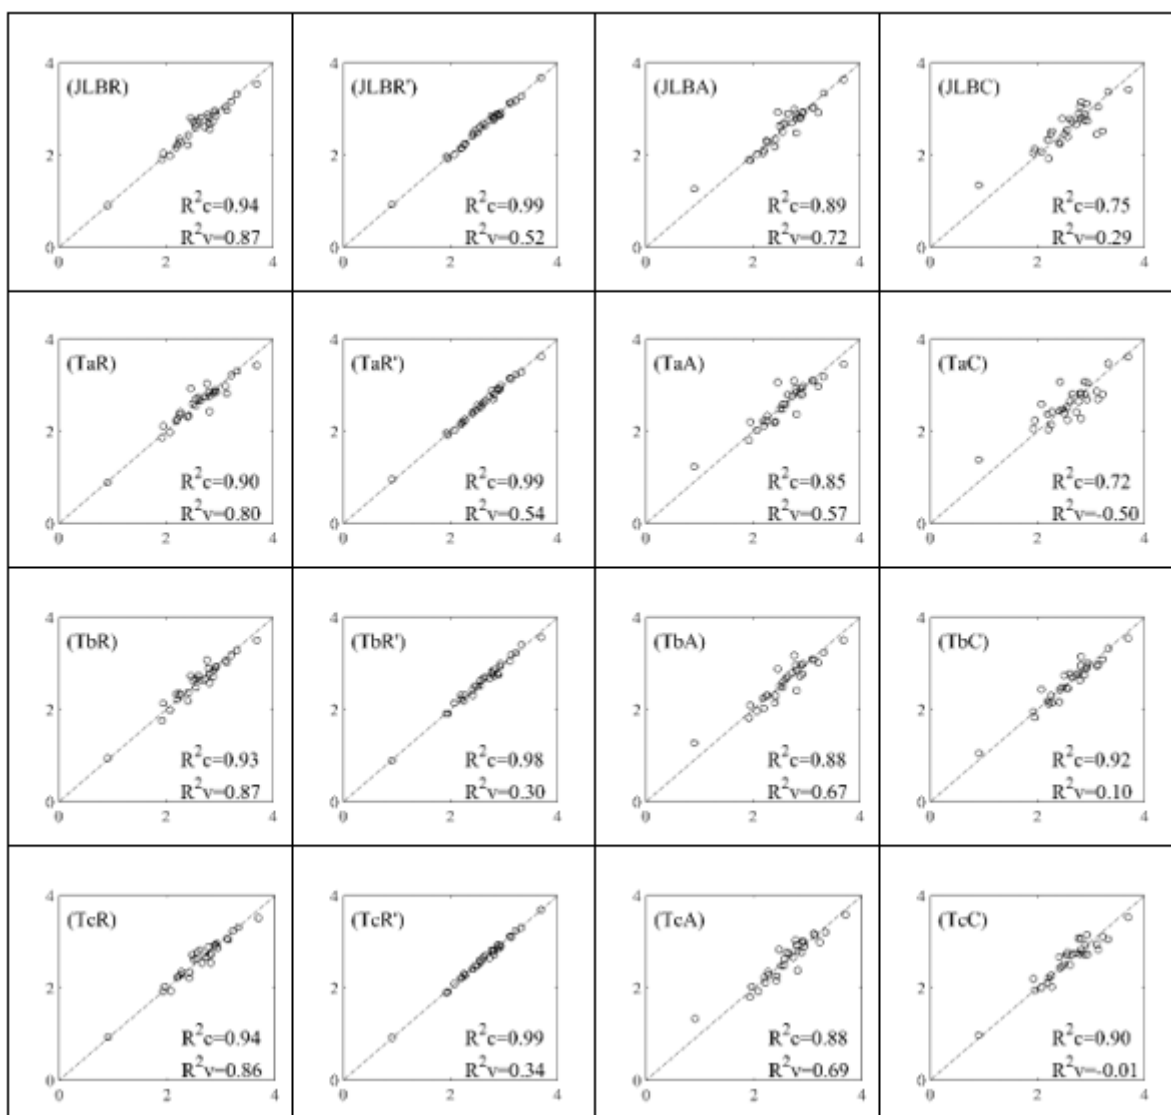 4
(JLBR)
2
R²c=0.94
R²v=0.87
0
0 2 4
4
(JLBR')
2
R²c=0.99
R²v=0.52
0
0 2 4
4
(JLBA)
2
R²c=0.89
R²v=0.72
0
0 2 4
4
(JLBC)
2
R²c=0.75
R²v=0.29
0
0 2 4
4
(TaR)
2
R²c=0.90
R²v=0.80
0
0 2 4
4
(TaR')
2
R²c=0.99
R²v=0.54
0
0 2 4
4
(TaA)
2
R²c=0.85
R²v=0.57
0
0 2 4
4
(TaC)
2
R²c=0.72
R²v=-0.50
0
0 2 4
4
(TbR)
2
R²c=0.93
R²v=0.87
0
0 2 4
4
(TbR')
2
R²c=0.98
R²v=0.30
0
0 2 4
4
(TbA)
2
R²c=0.88
R²v=0.67
0
0 2 4
4
(TbC)
2
R²c=0.92
R²v=0.10
0
0 2 4
4
(TcR)
2
R²c=0.94
R²v=0.86
0
0 2 4
4
(TcR')
2
R²c=0.99
R²v=0.34
0
0 2 4
4
(TcA)
2
R²c=0.88
R²v=0.69
0
0 2 4
4
(TcC)
2
R²c=0.90
R²v=-0.01
0
0 2 4